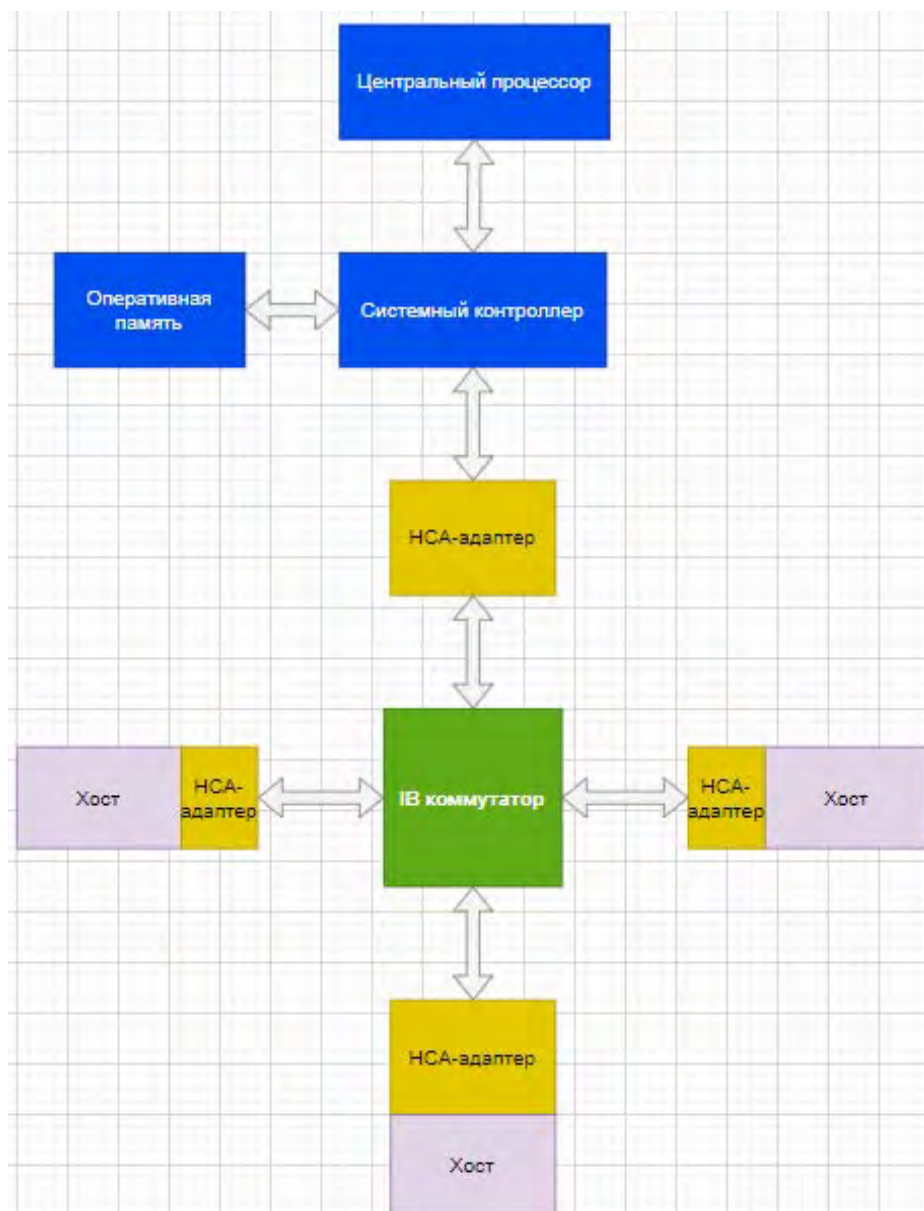 Центральный процессор
Оперативная
память
Системный контроллер
HCA-адаптер
Хост
HCA-
адаптер
IB коммутатор
HCA-
адаптер
Хост
HCA-адаптер
Хост